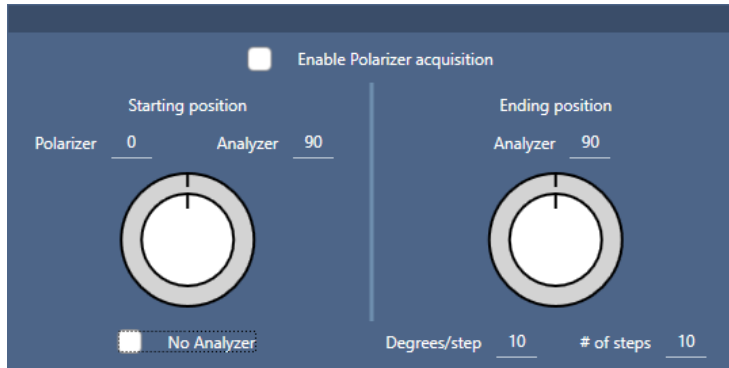 Enable Polarizer acquisition
Starting position
Polarizer 0 Analyzer 90
No Analyzer
Ending position
Analyzer 90
Degrees/step 10 # of steps 10